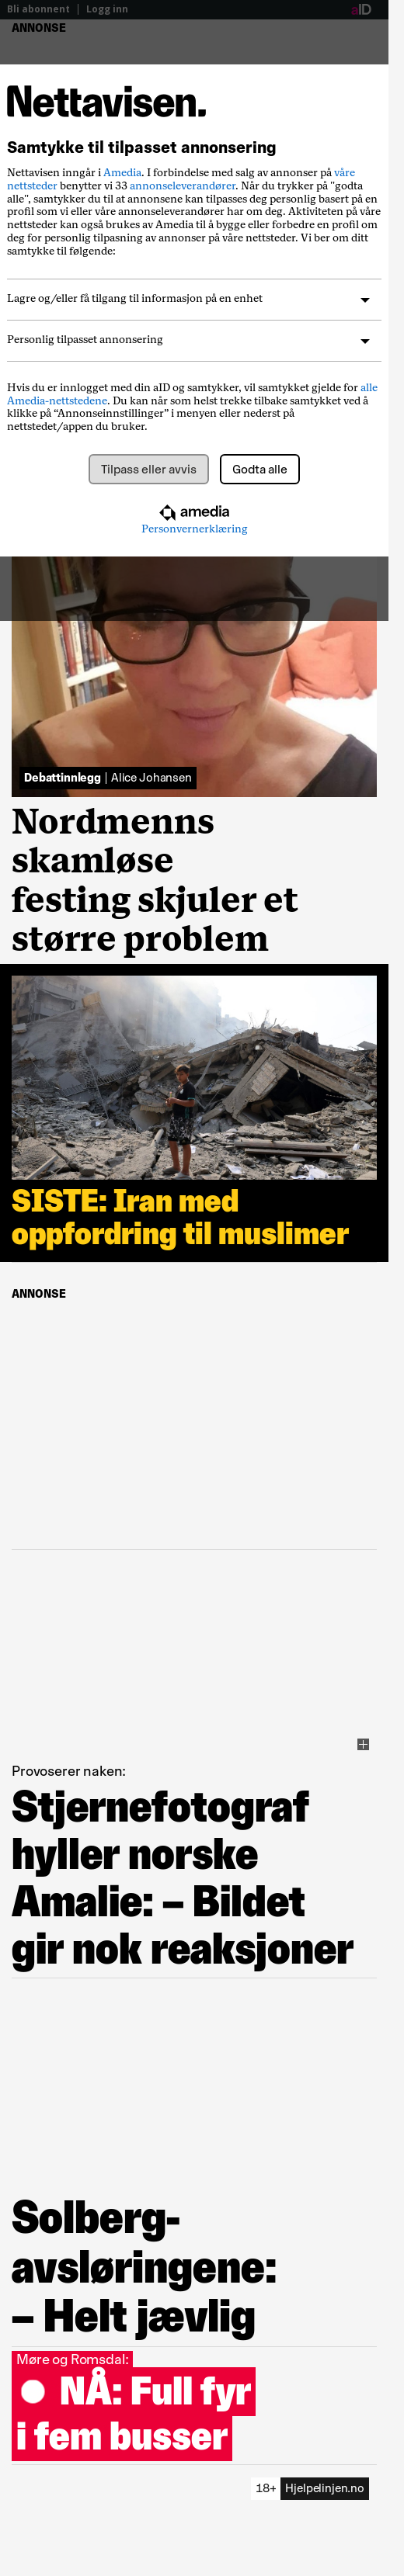 Bli abonnent | Logg inn
aID
ANNONSE
Nettavisen.
Samtykke til tilpasset annonsering
Nettavisen inngår i Amedia. I forbindelse med salg av annonser på våre
nettsteder benytter vi 33 annonseleverandører. Når du trykker på "godta
alle", samtykker du til at annonsene kan tilpasses deg personlig basert på en
profil som vi eller våre annonseleverandører har om deg. Aktiviteten på våre
nettsteder kan også brukes av Amedia til å bygge eller forbedre en profil om
deg for personlig tilpasning av annonser på våre nettsteder. Vi ber om ditt
samtykke til følgende:
Lagre og/eller få tilgang til informasjon på en enhet
Personlig tilpasset annonsering
Hvis du er innlogget med din aID og samtykker, vil samtykket gjelde for alle
Amedia-nettstedene. Du kan når som helst trekke tilbake samtykket ved å
klikke på “Annonseinnstillinger” i menyen eller nederst på
nettstedet/appen du bruker.
Tilpass eller avvis
Godta alle
amedia
Personvernerklæring
Debattinnlegg | Alice Johansen
Nordmenns
skamløse
festing skjuler et
større problem
SISTE: Iran med
oppfordring til muslimer
ANNONSE
Provoserer naken:
Stjernefotograf
hyller norske
Amalie: – Bildet
gir nok reaksjoner
Solberg-
avsløringene:
– Helt jævlig
Møre og Romsdal:
● NÅ: Full fyr
i fem busser
18+ Hjelpelinjen.no